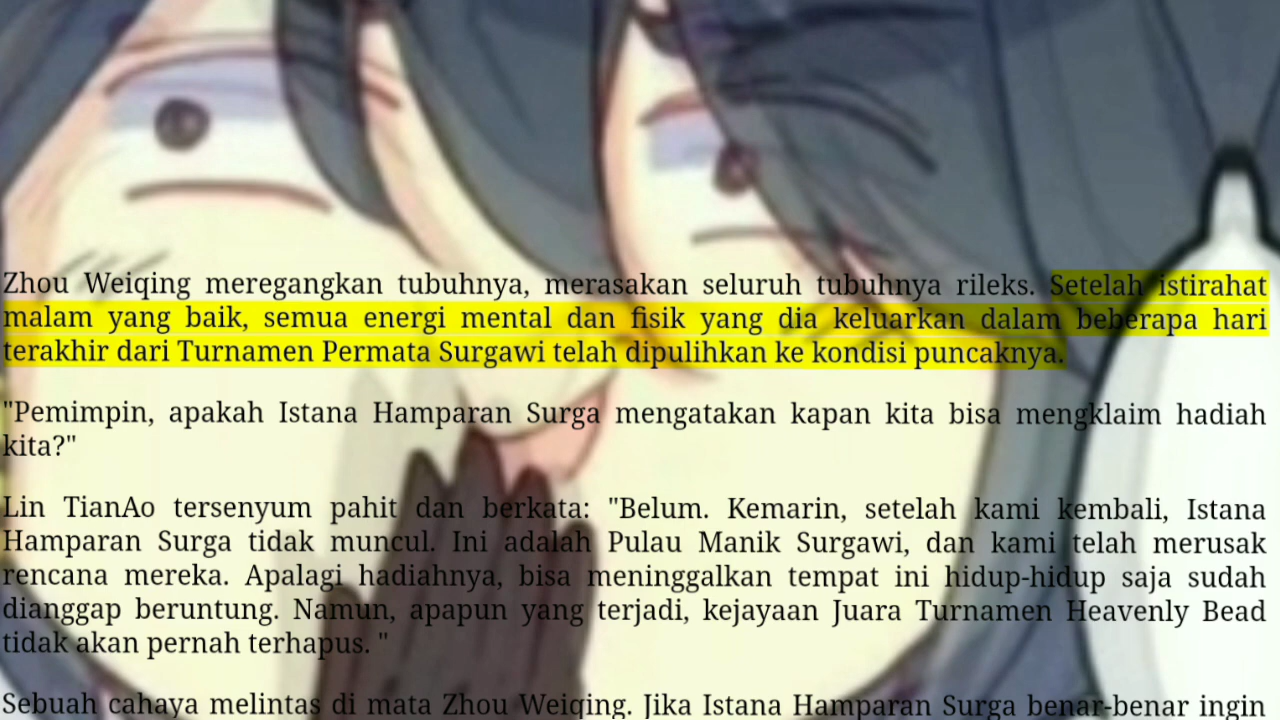 Zhou Weiqing meregangkan tubuhnya, merasakan seluruh tubuhnya rileks. Setelah istirahat
malam yang baik, semua energi mental dan fisik yang dia keluarkan dalam beberapa hari
terakhir dari Turnamen Permata Surgawi telah dipulihkan ke kondisi puncaknya.
"Pemimpin, apakah Istana Hamparan Surga mengatakan kapan kita bisa mengklaim hadiah
kita?"
Lin TianAo tersenyum pahit dan berkata: "Belum. Kemarin, setelah kami kembali, Istana
Hamparan Surga tidak muncul. Ini adalah Pulau Manik Surgawi, dan kami telah merusak
rencana mereka. Apalagi hadiahnya, bisa meninggalkan tempat ini hidup-hidup saja sudah
dianggap beruntung. Namun, apapun yang terjadi, kejayaan Juara Turnamen Heavenly Bead
tidak akan pernah terhapus. "
Sebuah cahaya melintas di mata Zhou Weiqing. Jika Istana Hamparan Surga benar-benar ingin